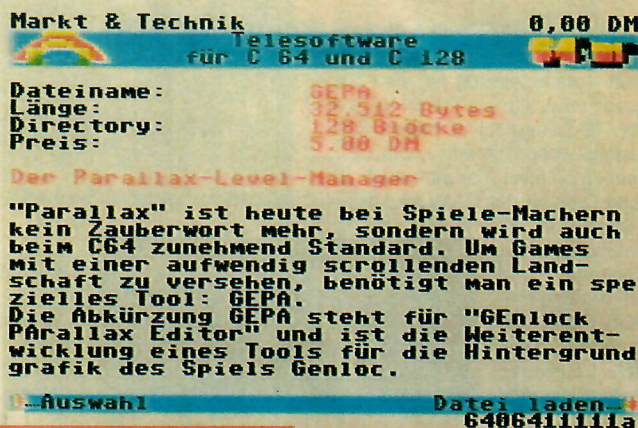 Markt & Technik 0,00 DM
Telesoftware
für C 64 und C 128
Dateiname: GEPA
Länge: 32.512 Bytes
Directory: 128 Blöcke
Preis: 5.00 DM
Der Parallax-Level-Manager
"Parallax" ist heute bei Spiele-Machern
kein Zauberwort mehr, sondern wird auch
beim C64 zunehmend Standard. Um Games
mit einer aufwendig scrollenden Land-
schaft zu versehen, benötigt man ein spe
zielles Tool: GEPA.
Die Abkürzung GEPA steht für "GEnlock
PArallax Editor" und ist die Weiterent-
wicklung eines Tools für die Hintergrund
grafik des Spiels Genloc.
0…Auswahl Datei laden…#
6406411111a